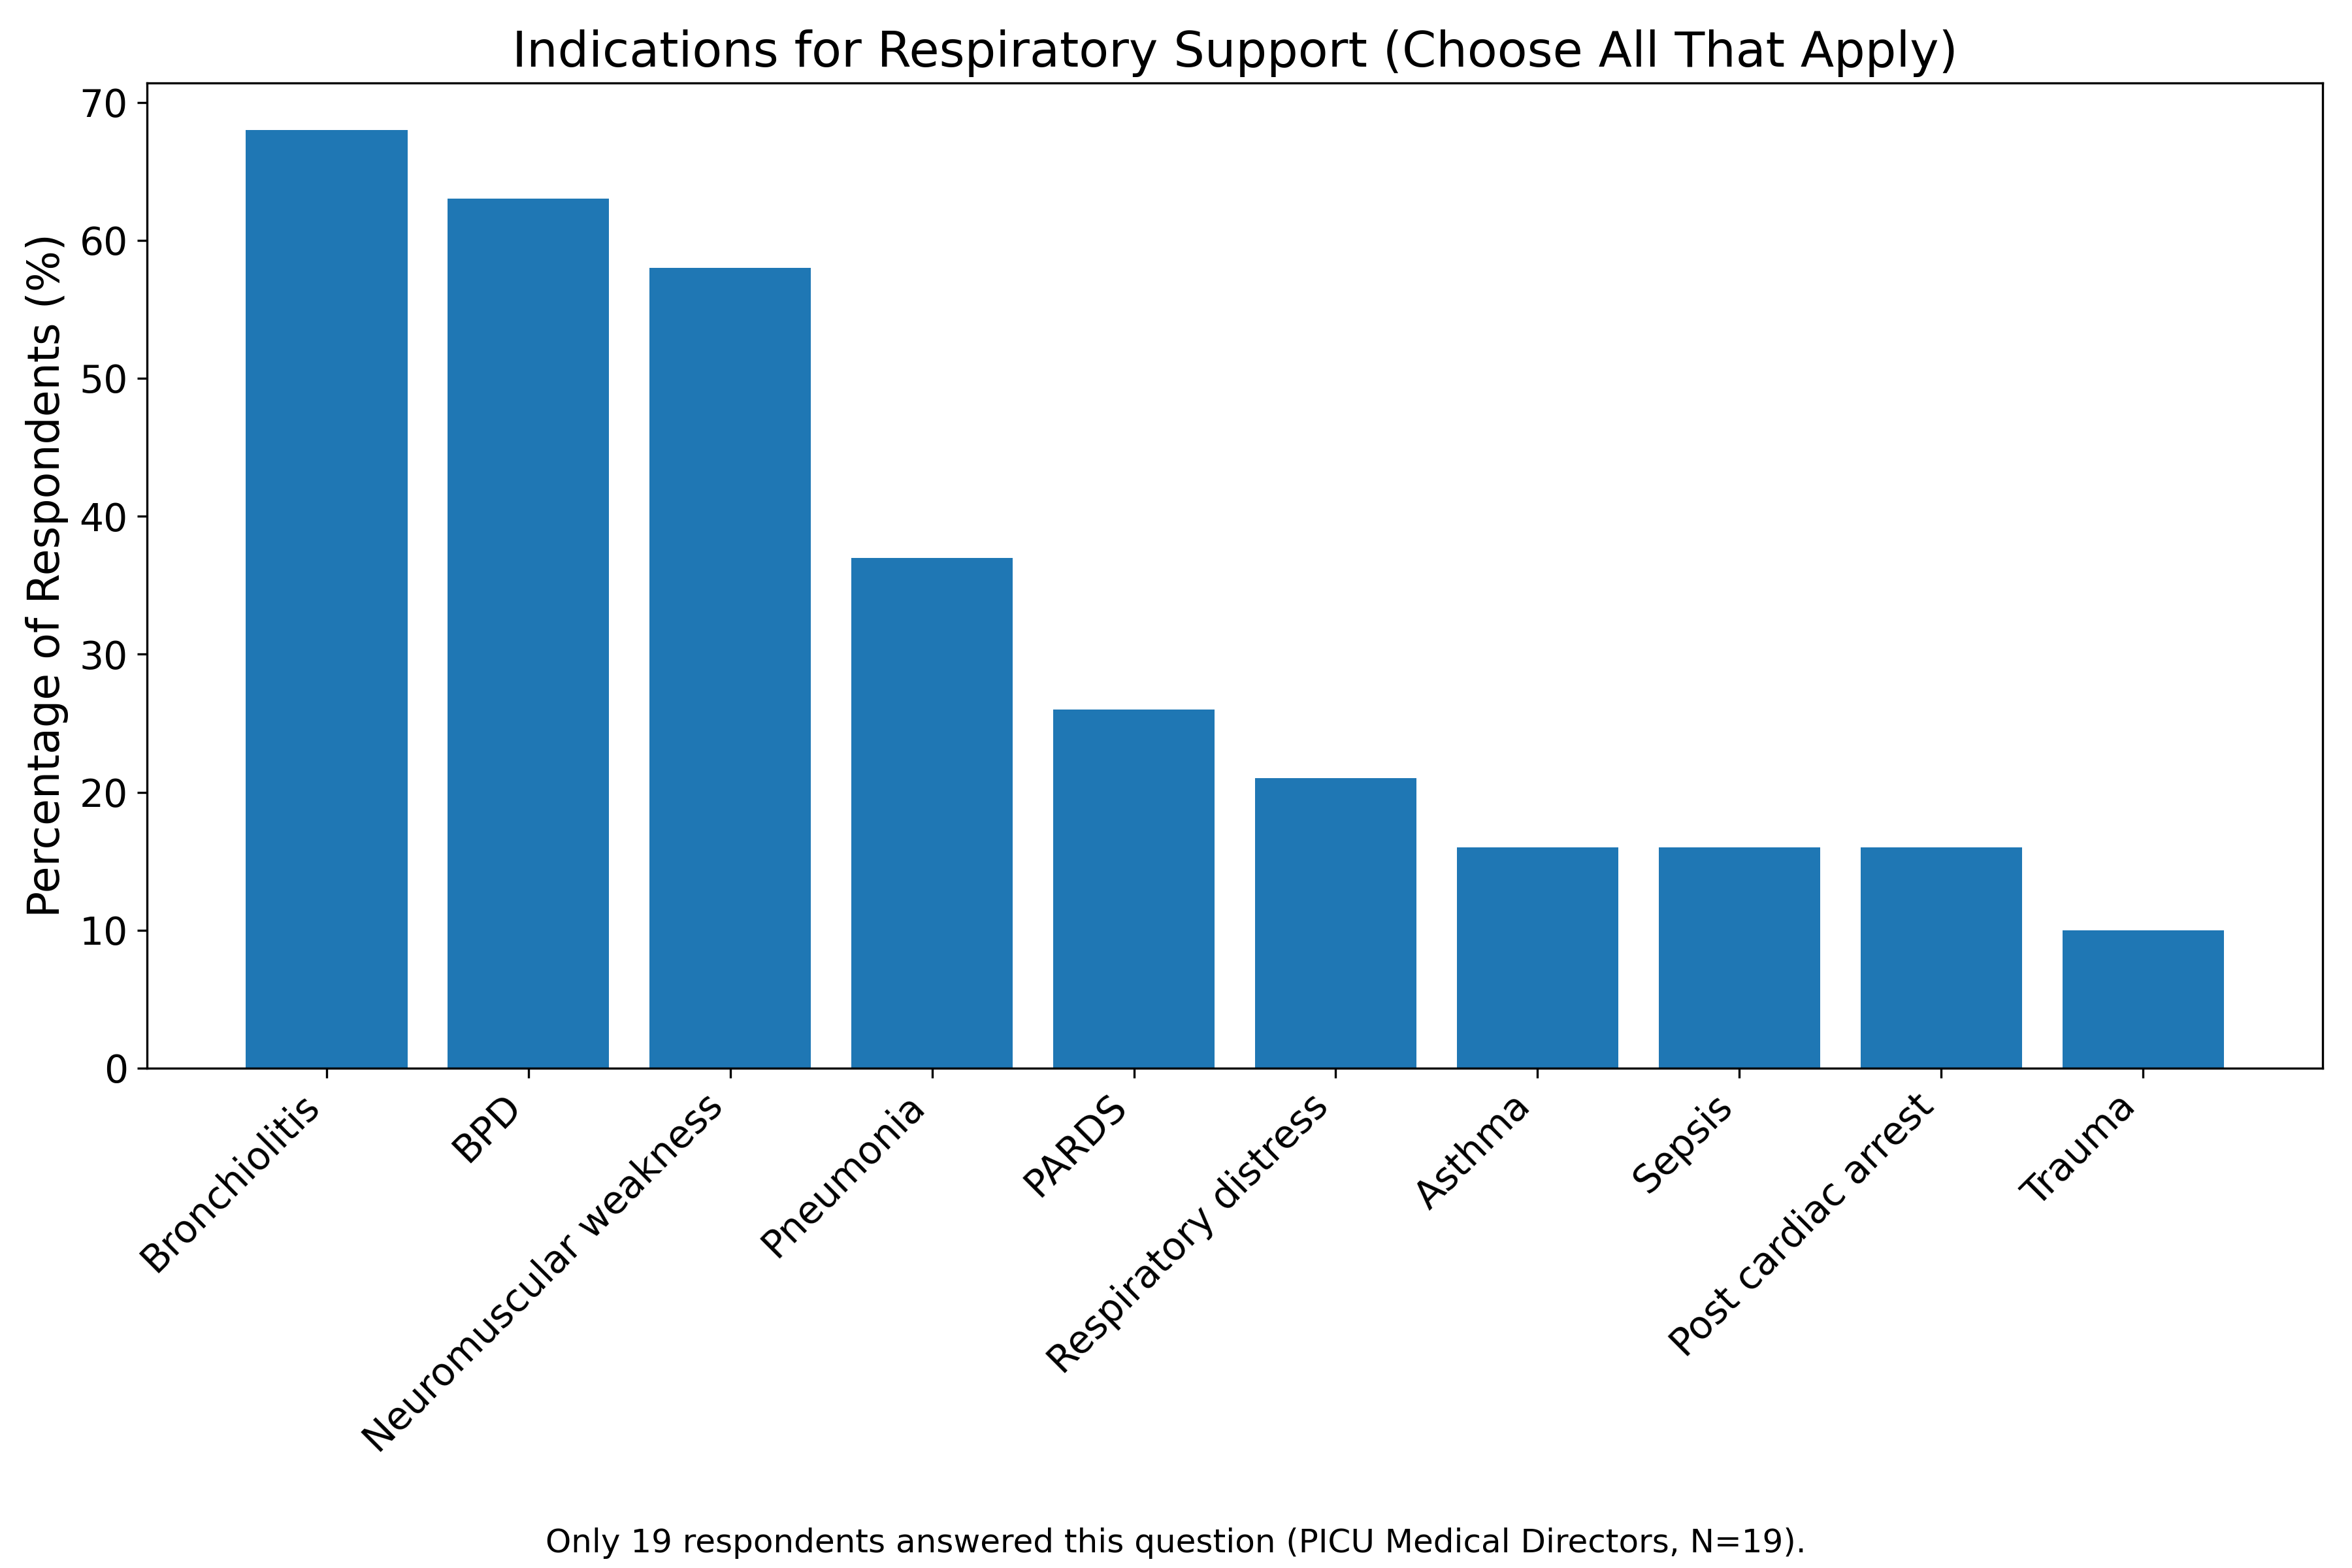 Indications for Respiratory Support (Choose All That Apply)
Percentage of Respondents (%)
70
60
50
40
30
20
10
0
Bronchiolitis
BPD
Neuromuscular weakness
Pneumonia
PARDS
Respiratory distress
Asthma
Sepsis
Post cardiac arrest
Trauma
Only 19 respondents answered this question (PICU Medical Directors, N=19).